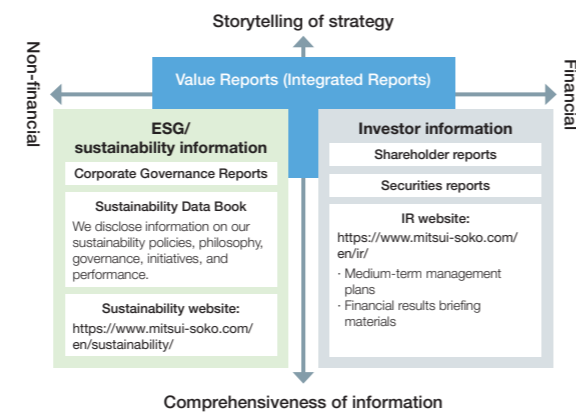 Storytelling of strategy
Non-financial
Financial
Value Reports (Integrated Reports)
ESG/
sustainability information
Corporate Governance Reports
Sustainability Data Book
We disclose information on our
sustainability policies, philosophy,
governance, initiatives, and
performance.
Sustainability website:
https://www.mitsui-soko.com/
en/sustainability/
Investor information
Shareholder reports
Securities reports
IR website:
https://www.mitsui-soko.com/
en/ir/
· Medium-term management
plans
· Financial results briefing
materials
Comprehensiveness of information